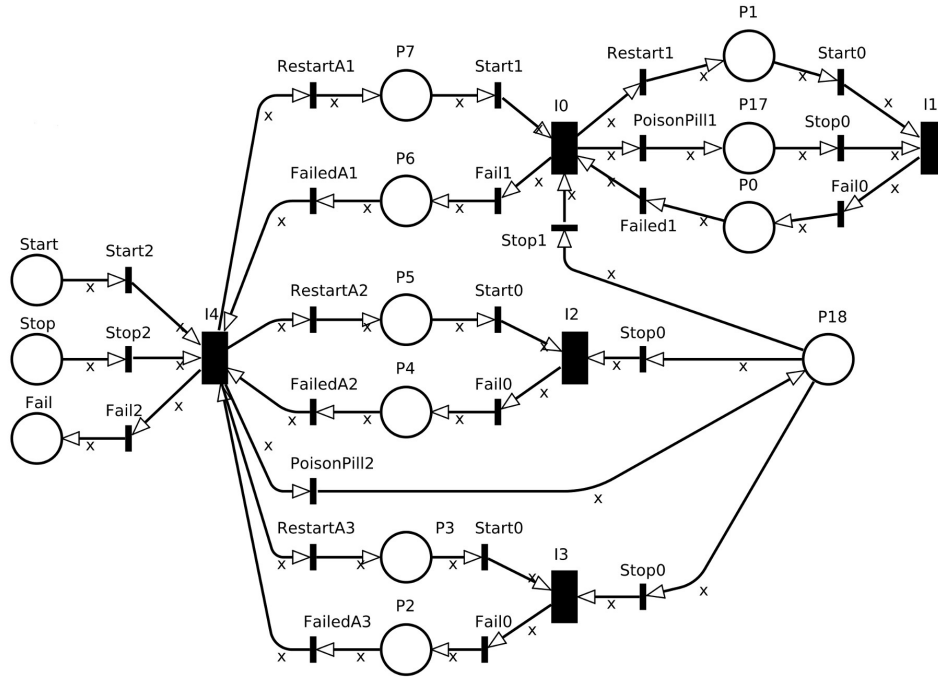 P1
Restart1
Start0
P7
RestartA1
Start1
x
x
x
x
x
I0
P17
I1
x
PoisonPill1
Stop0
x
x
x
x
x
P6
FailedA1
Fail1
x
P0
Fail0
x
x
x
x
x
x
x
Failed1
x
x
Stop1
Start
Start2
x
P5
RestartA2
Start0
x
I4
I2
P18
Stop
Stop2
x
x
x
Stop0
x
x
x
x
P4
FailedA2
Fail0
x
Fail
Fail2
x
x
x
x
x
x
PoisonPill2
x
RestartA3
P3
Start0
I3
x
x
x
x
Stop0
x
x
P2
FailedA3
Fail0
x
x
x
x